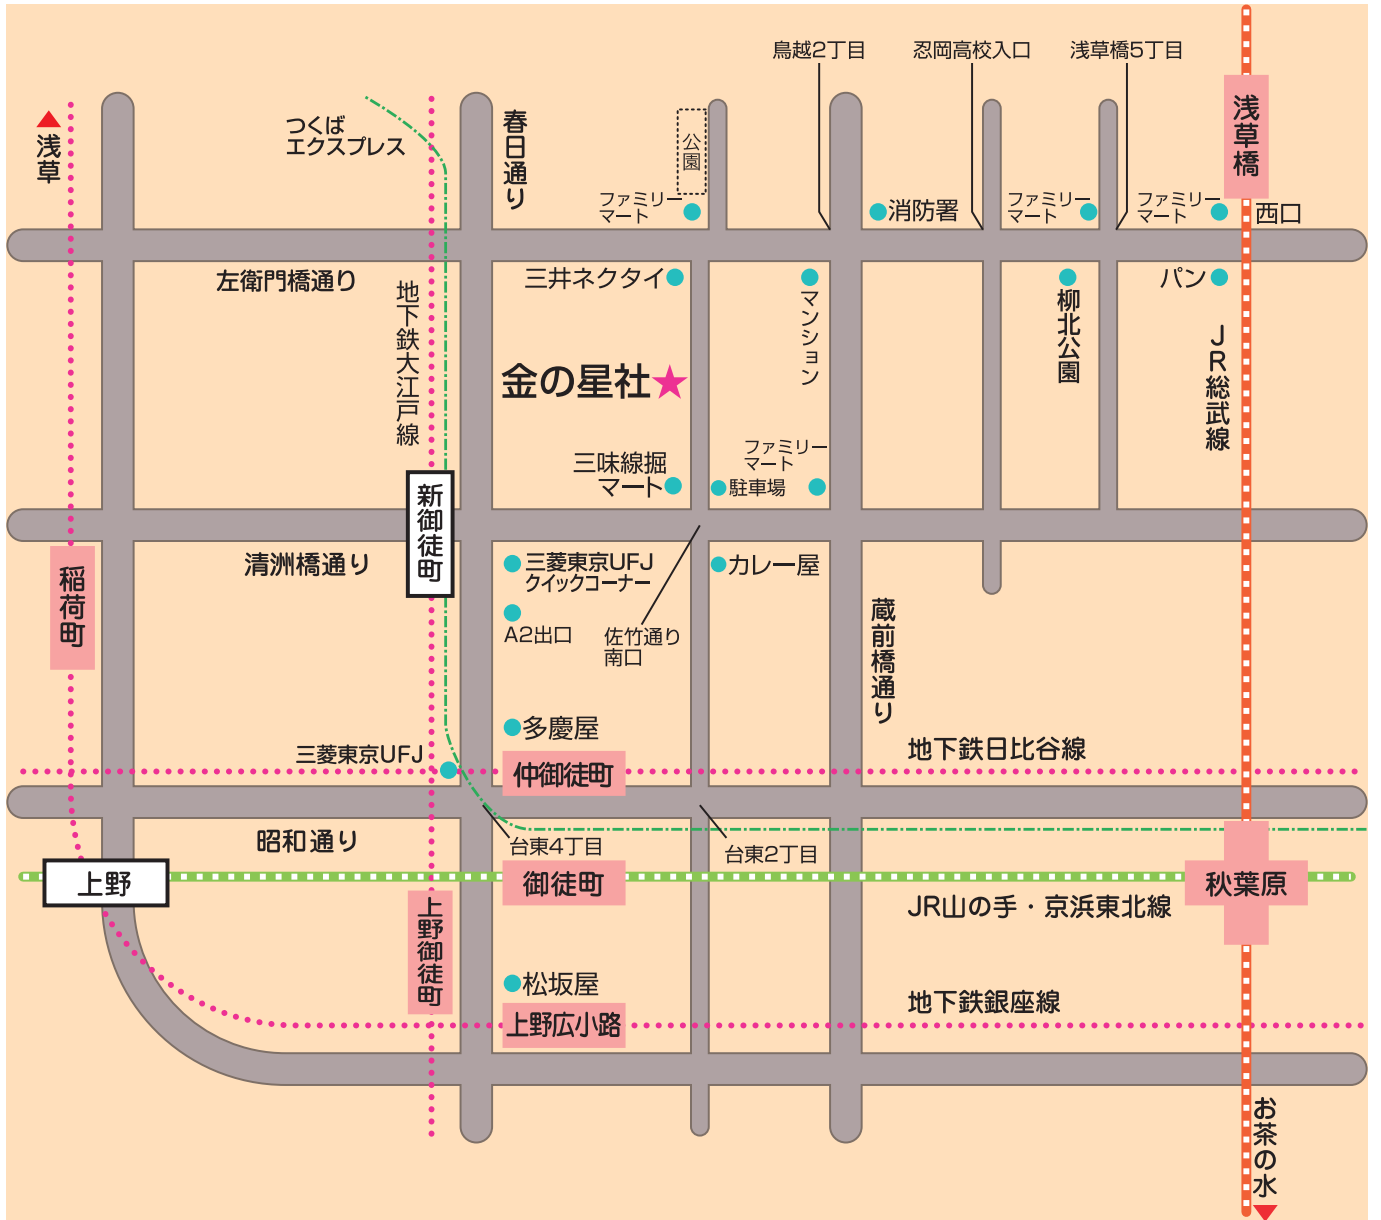 鳥越2丁目
忍岡高校入口
浅草橋5丁目
浅草橋
浅草
つくば
エクスプレス
春日通り
公園
ファミリー
マート
消防署
ファミリー
マート
ファミリー
マート
西口
左衛門橋通り
地下鉄大江戸線
三井ネクタイ
マンション
柳北公園
パン
JR総武線
金の星社
三味線掘
マート
ファミリー
マート
駐車場
新御徒町
清洲橋通り
稲荷町
三菱東京UFJ
クイックコーナー
カレー屋
A2出口
佐竹通り
南口
蔵前橋通り
多慶屋
三菱東京UFJ
仲御徒町
地下鉄日比谷線
昭和通り
台東4丁目
台東2丁目
上野
御徒町
秋葉原
上野御徒町
JR山の手・京浜東北線
松坂屋
上野広小路
地下鉄銀座線
お茶の水